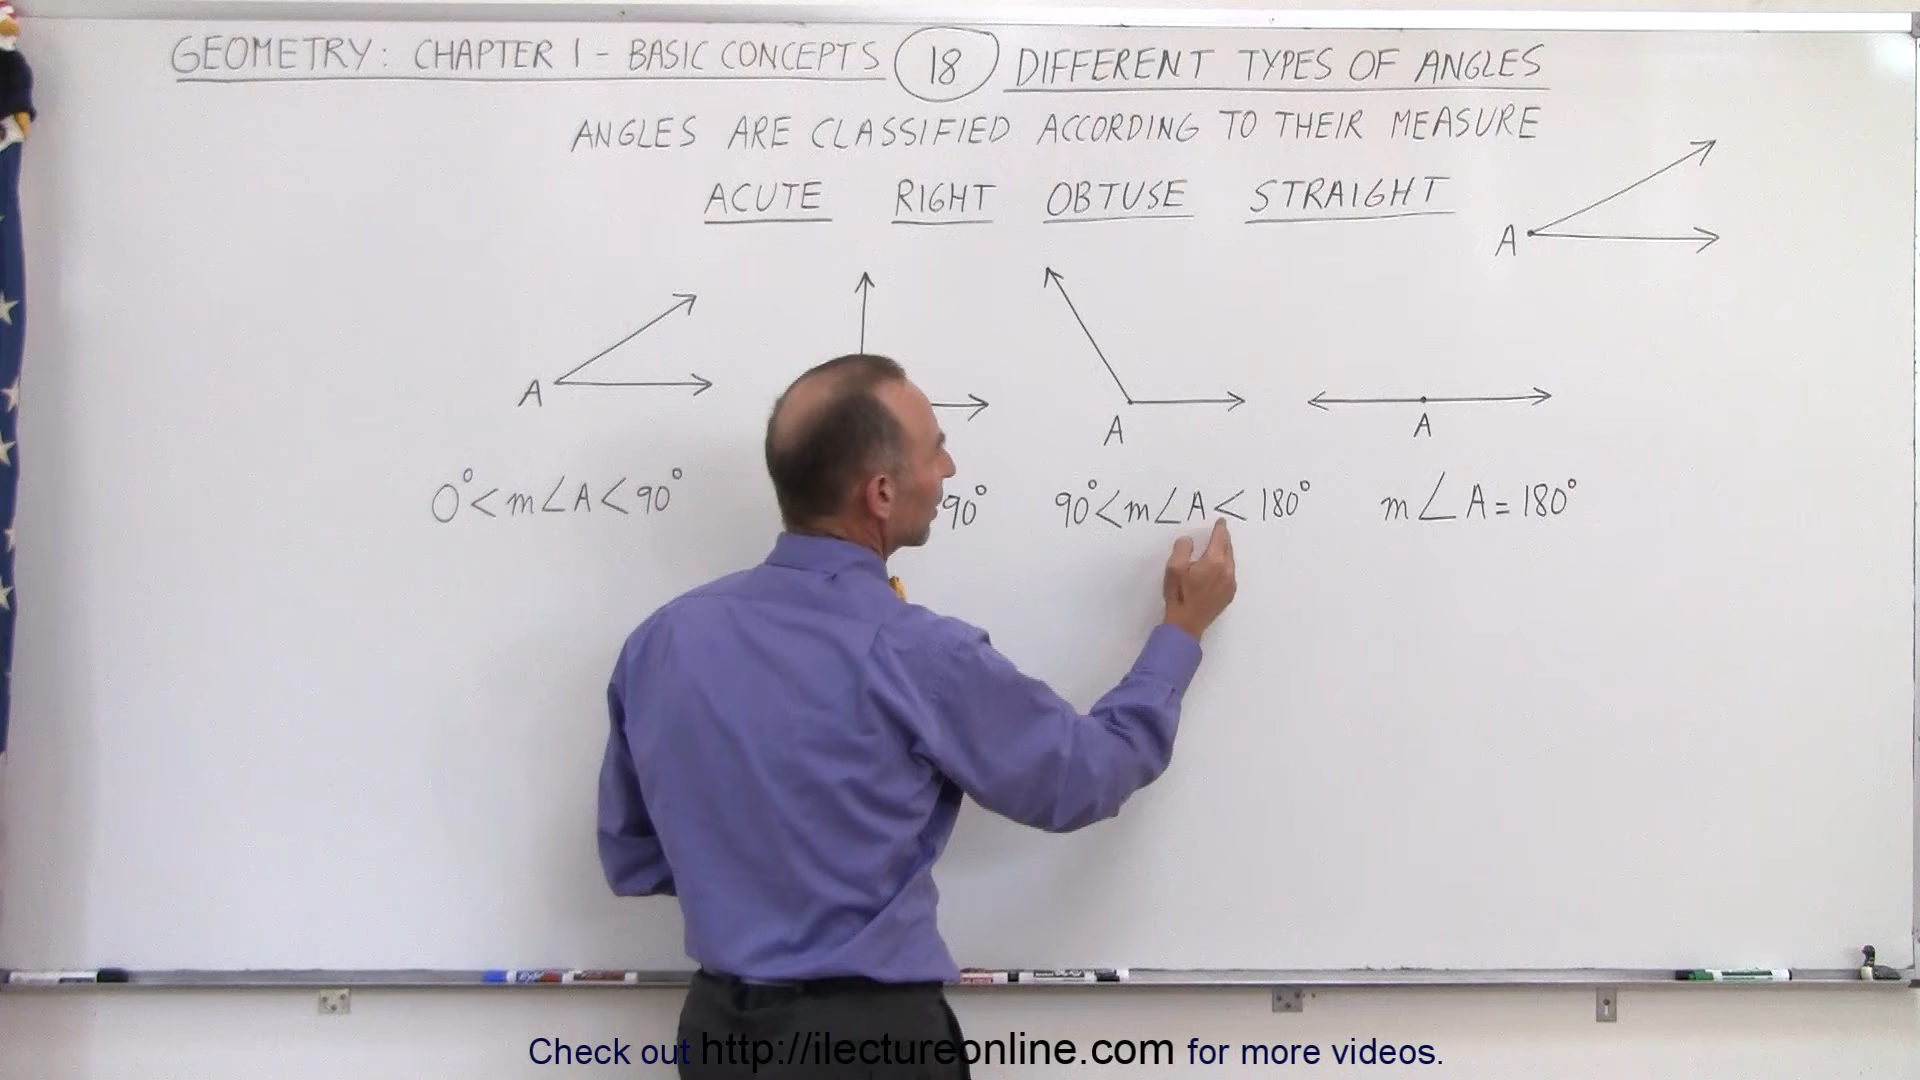 GEOMETRY: CHAPTER 1 - BASIC CONCEPTS 18 DIFFERENT TYPES OF ANGLES
ANGLES ARE CLASSIFIED ACCORDING TO THEIR MEASURE
ACUTE RIGHT OBTUSE STRAIGHT
A
A A A
0° < m∠A < 90° 90° 90° < m∠A < 180° m∠A = 180°
Check out http://ilectureonline.com for more videos.